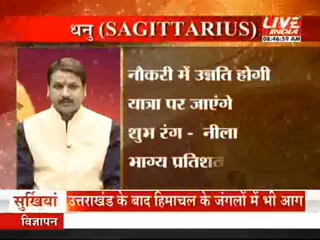 धनु (SAGITTARIUS)
LIVE
INDIA
08:46:59 AM
नौकरी में उन्नति होगी
यात्रा पर जाएंगे
शुभ रंग - नीला
भाग्य प्रतिशत
सुर्खियां
उत्तराखंड के बाद हिमाचल के जंगलों में भी आग
विज्ञापन